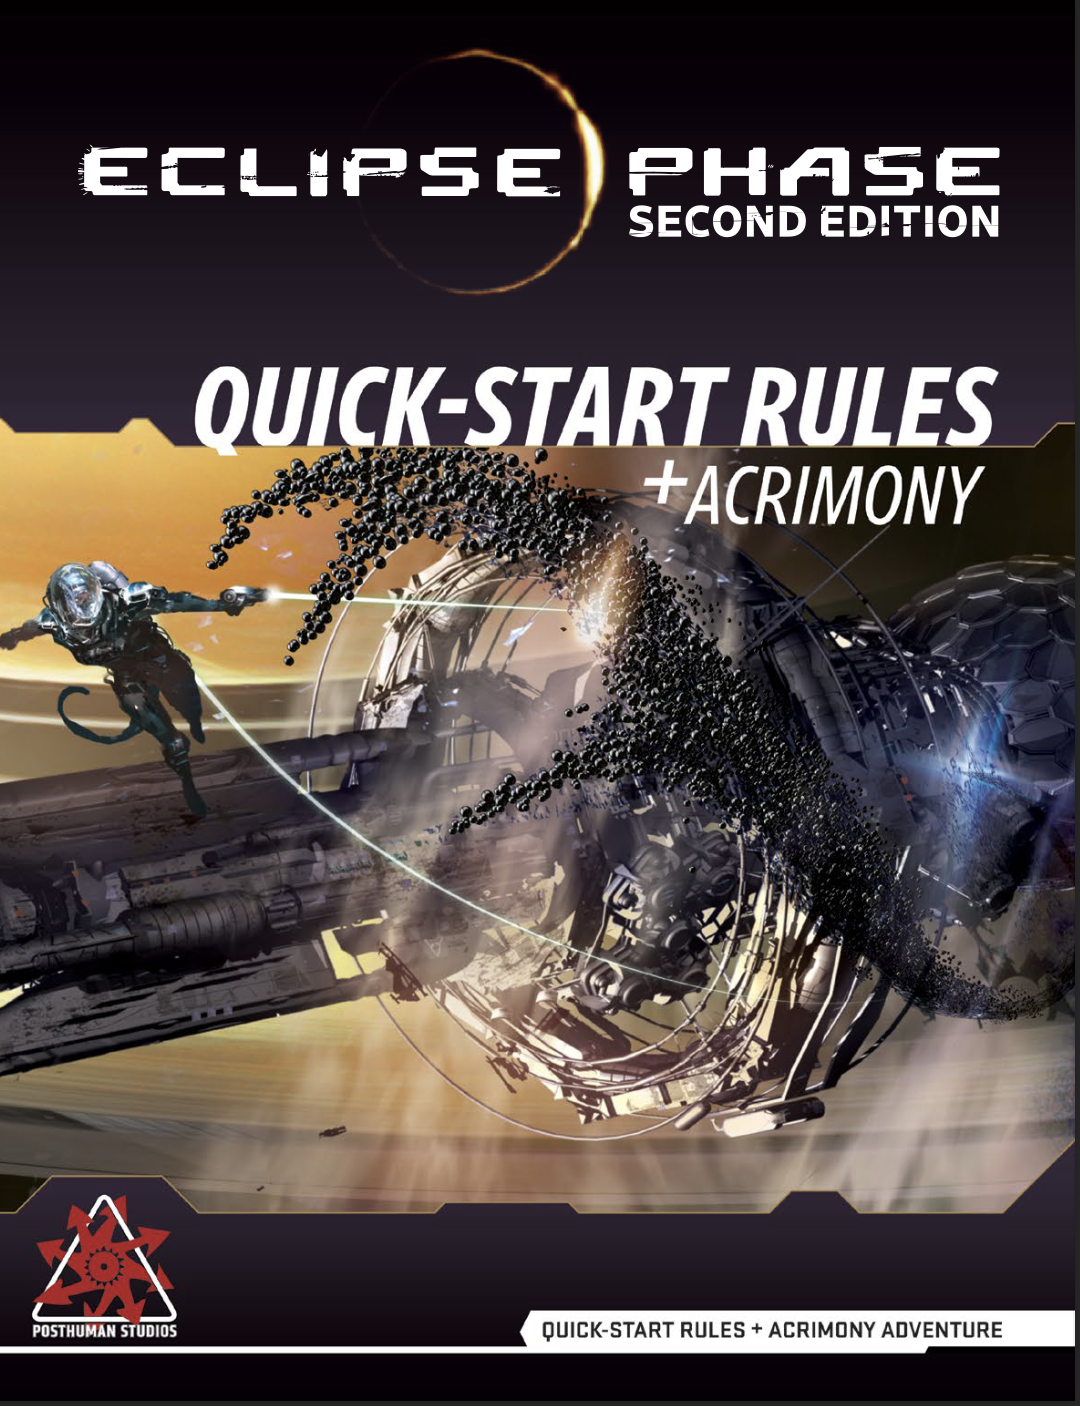 ECLIPSE PHASE
SECOND EDITION
QUICK-START RULES
+ACRIMONY
POSTHUMAN STUDIOS
QUICK-START RULES + ACRIMONY ADVENTURE